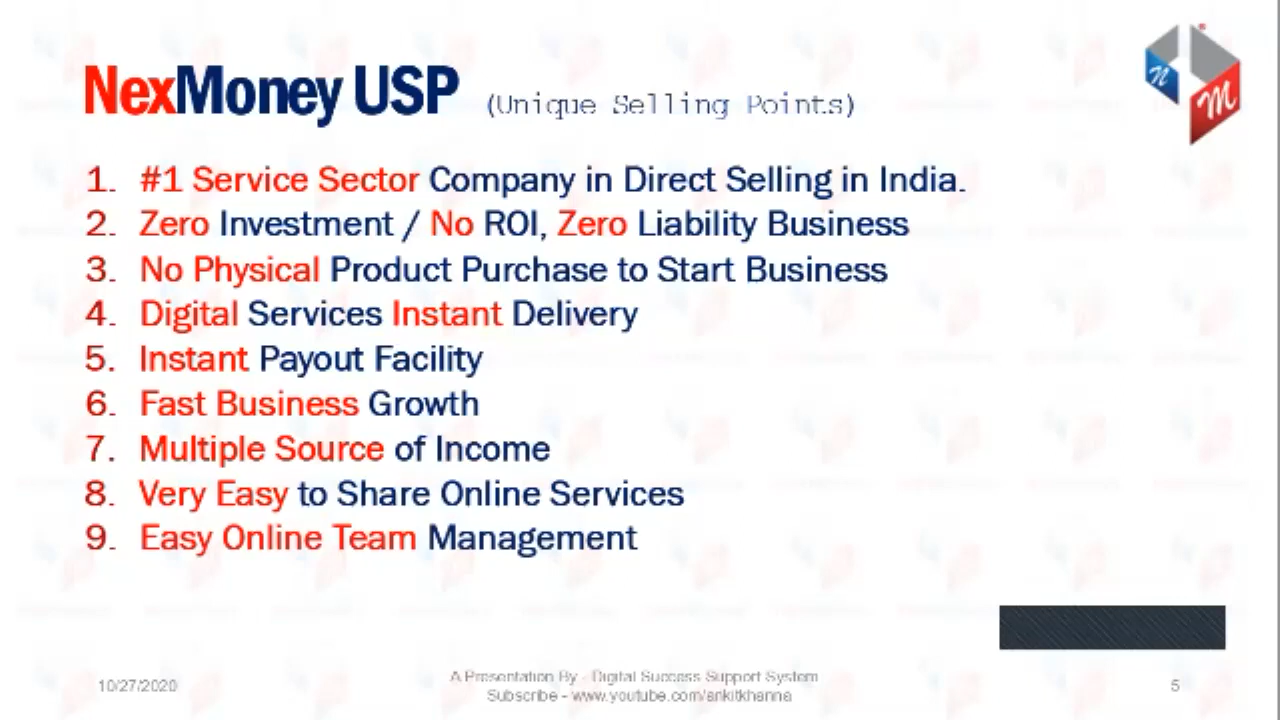 NexMoney USP (Unique Selling Points)
n M
1. #1 Service Sector Company in Direct Selling in India.
2. Zero Investment / No ROI, Zero Liability Business
3. No Physical Product Purchase to Start Business
4. Digital Services Instant Delivery
5. Instant Payout Facility
6. Fast Business Growth
7. Multiple Source of Income
8. Very Easy to Share Online Services
9. Easy Online Team Management
10/27/2020
A Presentation By - Digital Success Support System
Subscribe - www.youtube.com/ankitkhanna
5